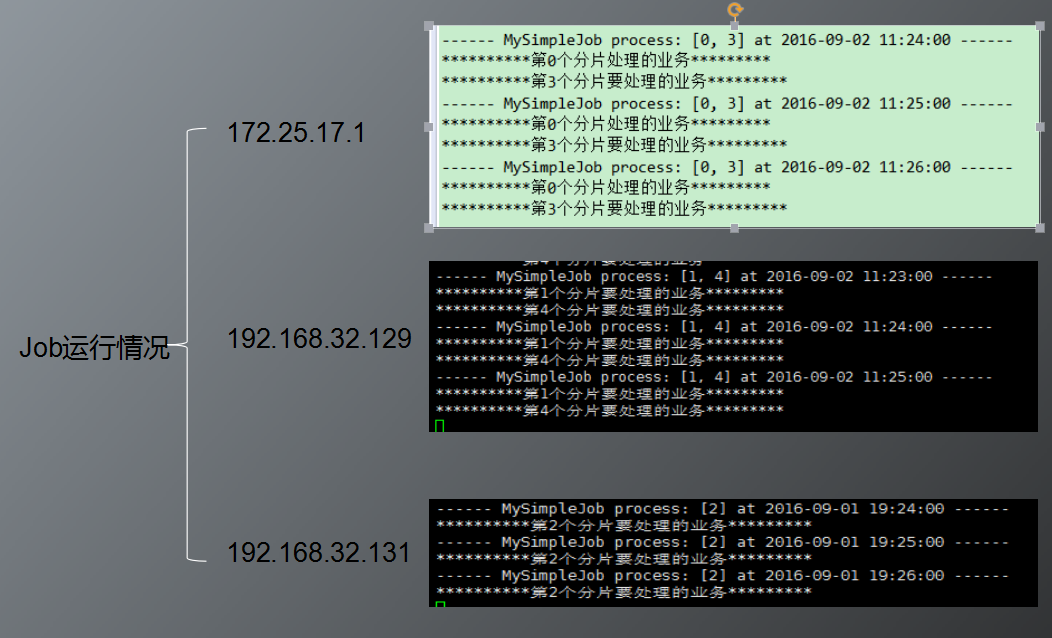 Job运行情况
172.25.17.1
------ MySimpleJob process: [0, 3] at 2016-09-02 11:24:00 ------
**********第0个分片处理的业务*********
**********第3个分片要处理的业务*********
------ MySimpleJob process: [0, 3] at 2016-09-02 11:25:00 ------
**********第0个分片处理的业务*********
**********第3个分片要处理的业务*********
------ MySimpleJob process: [0, 3] at 2016-09-02 11:26:00 ------
**********第0个分片处理的业务*********
**********第3个分片要处理的业务*********
192.168.32.129
第4个分片要处理的业务
------ MySimpleJob process: [1, 4] at 2016-09-02 11:23:00 ------
**********第1个分片要处理的业务*********
**********第4个分片要处理的业务*********
------ MySimpleJob process: [1, 4] at 2016-09-02 11:24:00 ------
**********第1个分片要处理的业务*********
**********第4个分片要处理的业务*********
------ MySimpleJob process: [1, 4] at 2016-09-02 11:25:00 ------
**********第1个分片要处理的业务*********
**********第4个分片要处理的业务*********
192.168.32.131
------ MySimpleJob process: [2] at 2016-09-01 19:24:00 ------
**********第2个分片要处理的业务*********
------ MySimpleJob process: [2] at 2016-09-01 19:25:00 ------
**********第2个分片要处理的业务*********
------ MySimpleJob process: [2] at 2016-09-01 19:26:00 ------
**********第2个分片要处理的业务*********